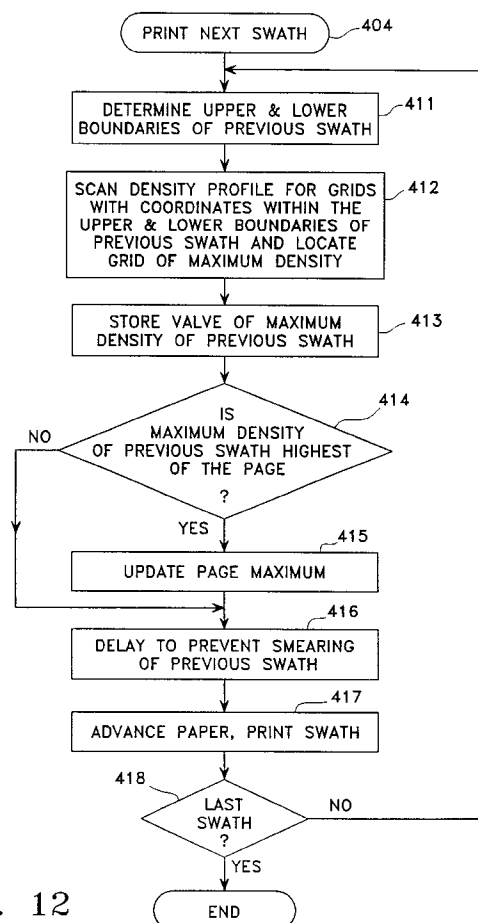 PRINT NEXT SWATH
404
DETERMINE UPPER & LOWER
BOUNDARIES OF PREVIOUS SWATH
411
SCAN DENSITY PROFILE FOR GRIDS
WITH COORDINATES WITHIN THE
UPPER & LOWER BOUNDARIES OF
PREVIOUS SWATH AND LOCATE
GRID OF MAXIMUM DENSITY
412
STORE VALVE OF MAXIMUM
DENSITY OF PREVIOUS SWATH
413
IS
MAXIMUM DENSITY
OF PREVIOUS SWATH HIGHEST
OF THE PAGE
?
414
NO
YES
415
UPDATE PAGE MAXIMUM
416
DELAY TO PREVENT SMEARING
OF PREVIOUS SWATH
417
ADVANCE PAPER, PRINT SWATH
418
LAST
SWATH
?
NO
YES
END
. 12